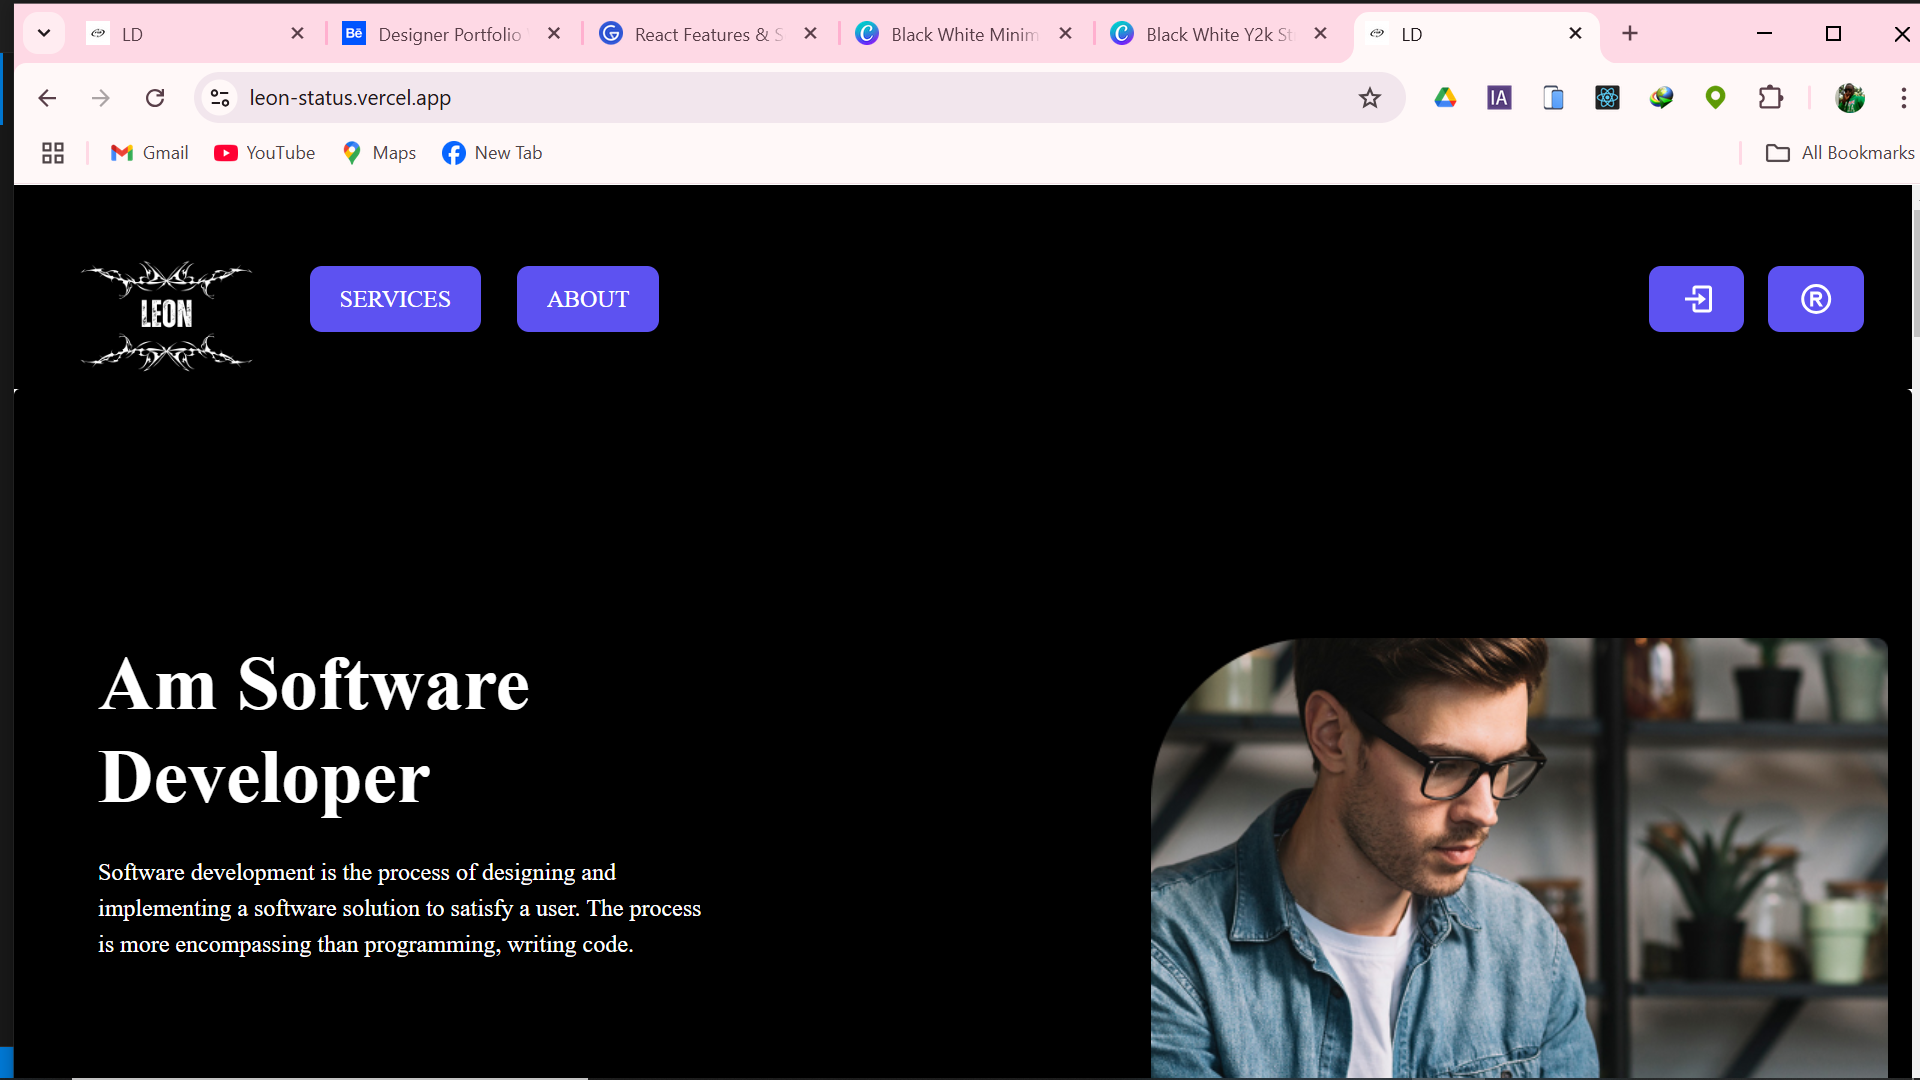 LD
Designer Portfolio
React Features & S
Black White Minim
Black White Y2k St
LD
leon-status.vercel.app
IA
Gmail
YouTube
Maps
New Tab
All Bookmarks
LEON
SERVICES
ABOUT
®
Am Software
Developer
Software development is the process of designing and
implementing a software solution to satisfy a user. The process
is more encompassing than programming, writing code.